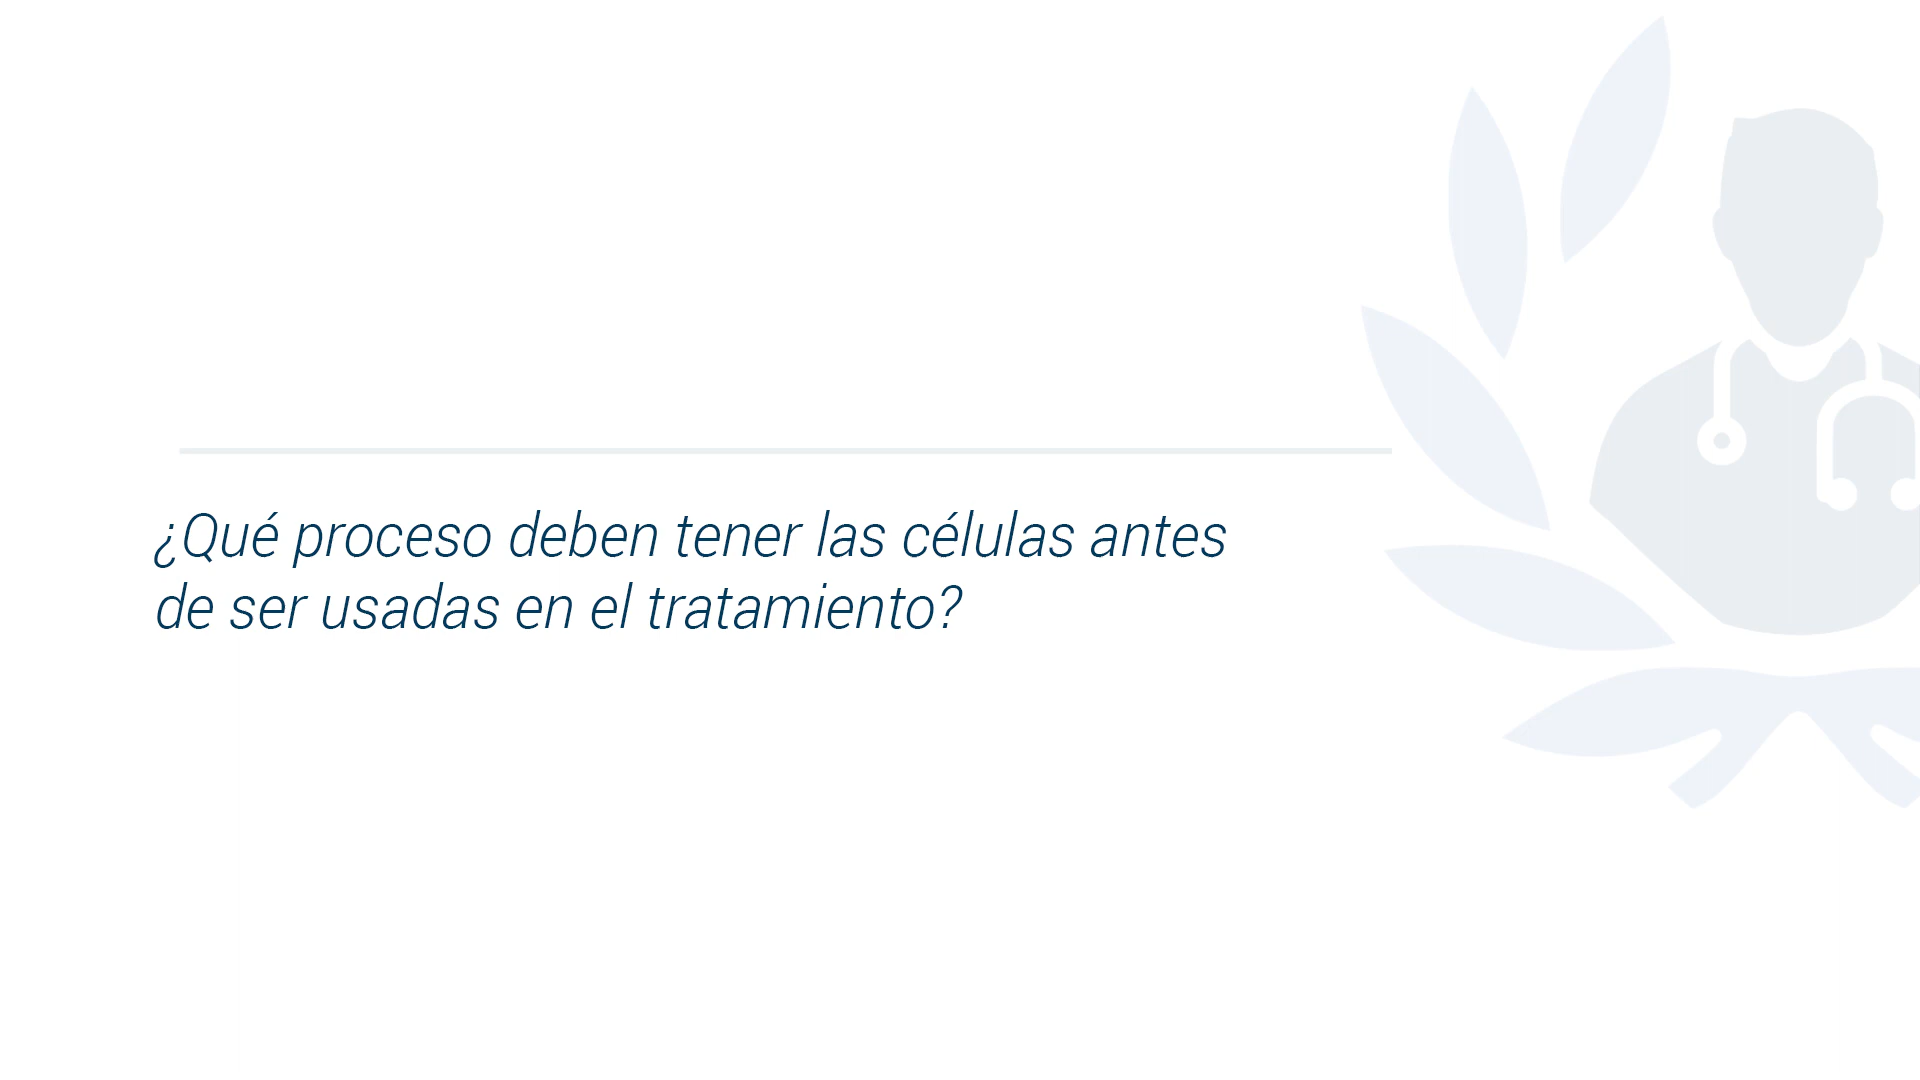 ¿Qué proceso deben tener las células antes
de ser usadas en el tratamiento?